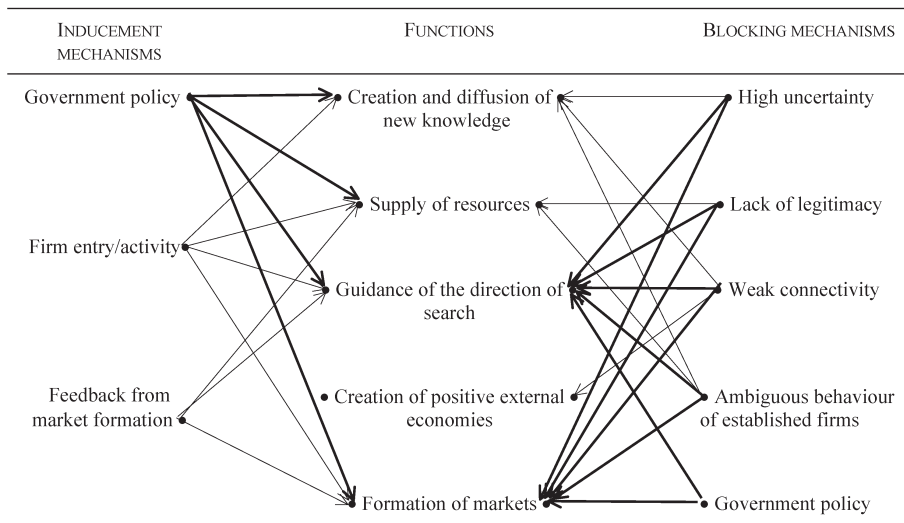 INDUCEMENT
MECHANISMS
FUNCTIONS
BLOCKING MECHANISMS
Government policy
Creation and diffusion of
new knowledge
High uncertainty
Supply of resources
Lack of legitimacy
Firm entry/activity
Guidance of the direction of
search
Weak connectivity
Feedback from
market formation
Creation of positive external
economies
Ambiguous behaviour
of established firms
Formation of markets
Government policy